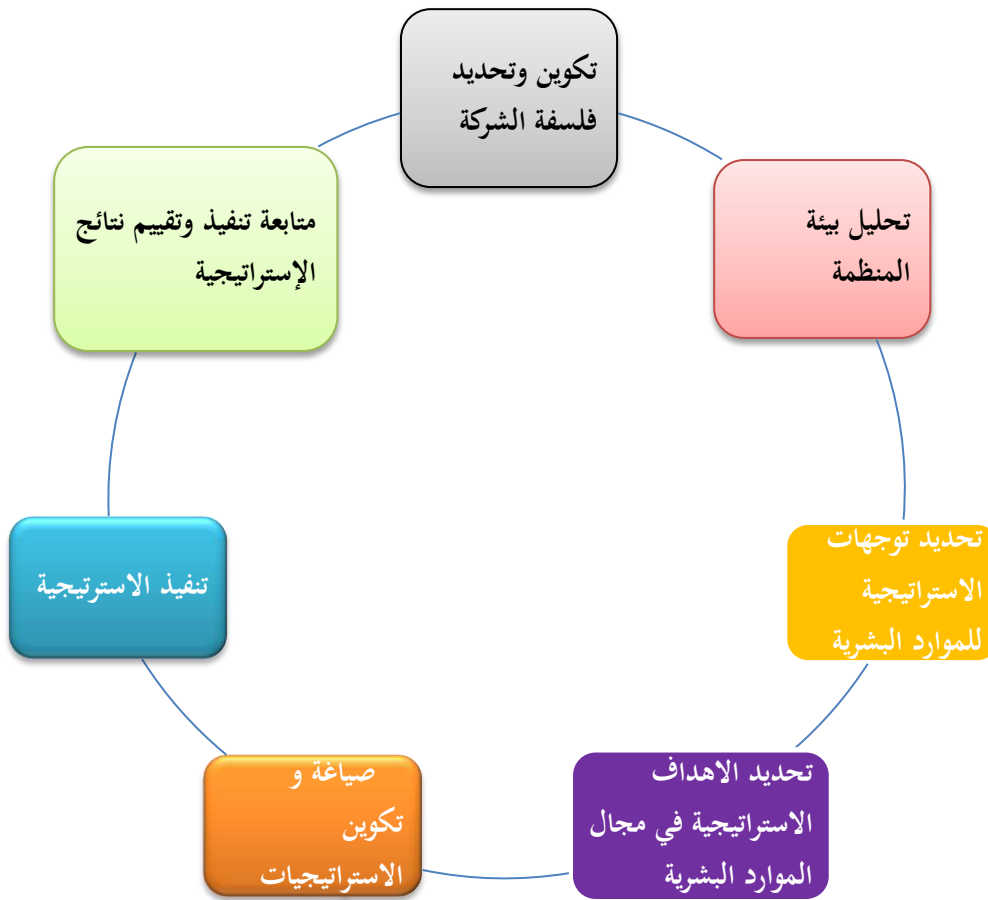 تكوين وتحديد
فلسفة الشركة
تحليل بيئة
المنظمة
تحديد توجهات
الاستراتيجية
للموارد البشرية
تحديد الاهداف
الاستراتيجية في مجال
الموارد البشرية
صياغة و
تكوين
الاستراتيجيات
تنفيذ الاسترتيجية
متابعة تنفيذ وتقييم نتائج
الإستراتيجية